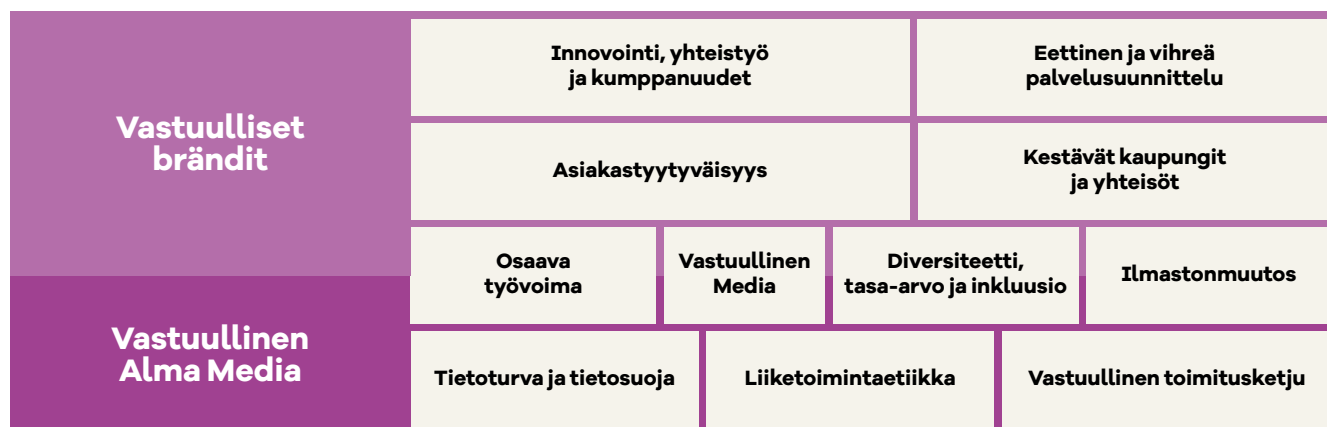 Vastuulliset
brändit
Innovointi, yhteistyö
ja kumppanuudet
Eettinen ja vihreä
palvelusuunnittelu
Asiakastyytyväisyys
Kestävät kaupungit
ja yhteisöt
Osaava
työvoima
Vastuullinen
Media
Diversiteetti,
tasa-arvo ja inkluusio
Ilmastonmuutos
Vastuullinen
Alma Media
Tietoturva ja tietosuoja
Liiketoimintaetiikka
Vastuullinen toimitusketju